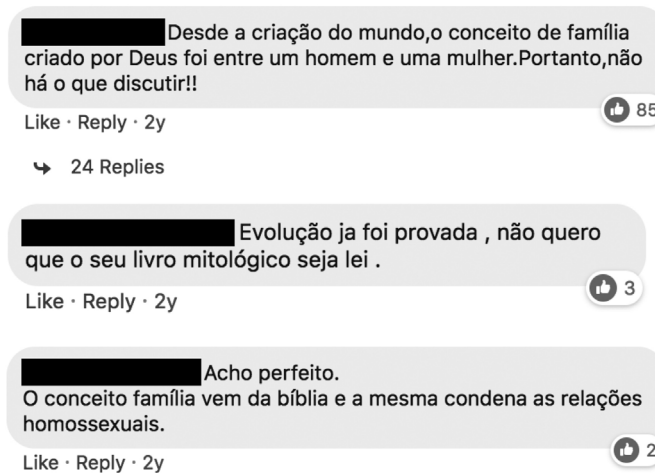 Desde a criação do mundo,o conceito de família
criado por Deus foi entre um homem e uma mulher.Portanto,não
há o que discutir!!
85
Like · Reply · 2y
24 Replies
Evolução ja foi provada , não quero
que o seu livro mitológico seja lei .
3
Like · Reply · 2y
Acho perfeito.
O conceito família vem da bíblia e a mesma condena as relações
homossexuais.
2
Like · Reply · 2y